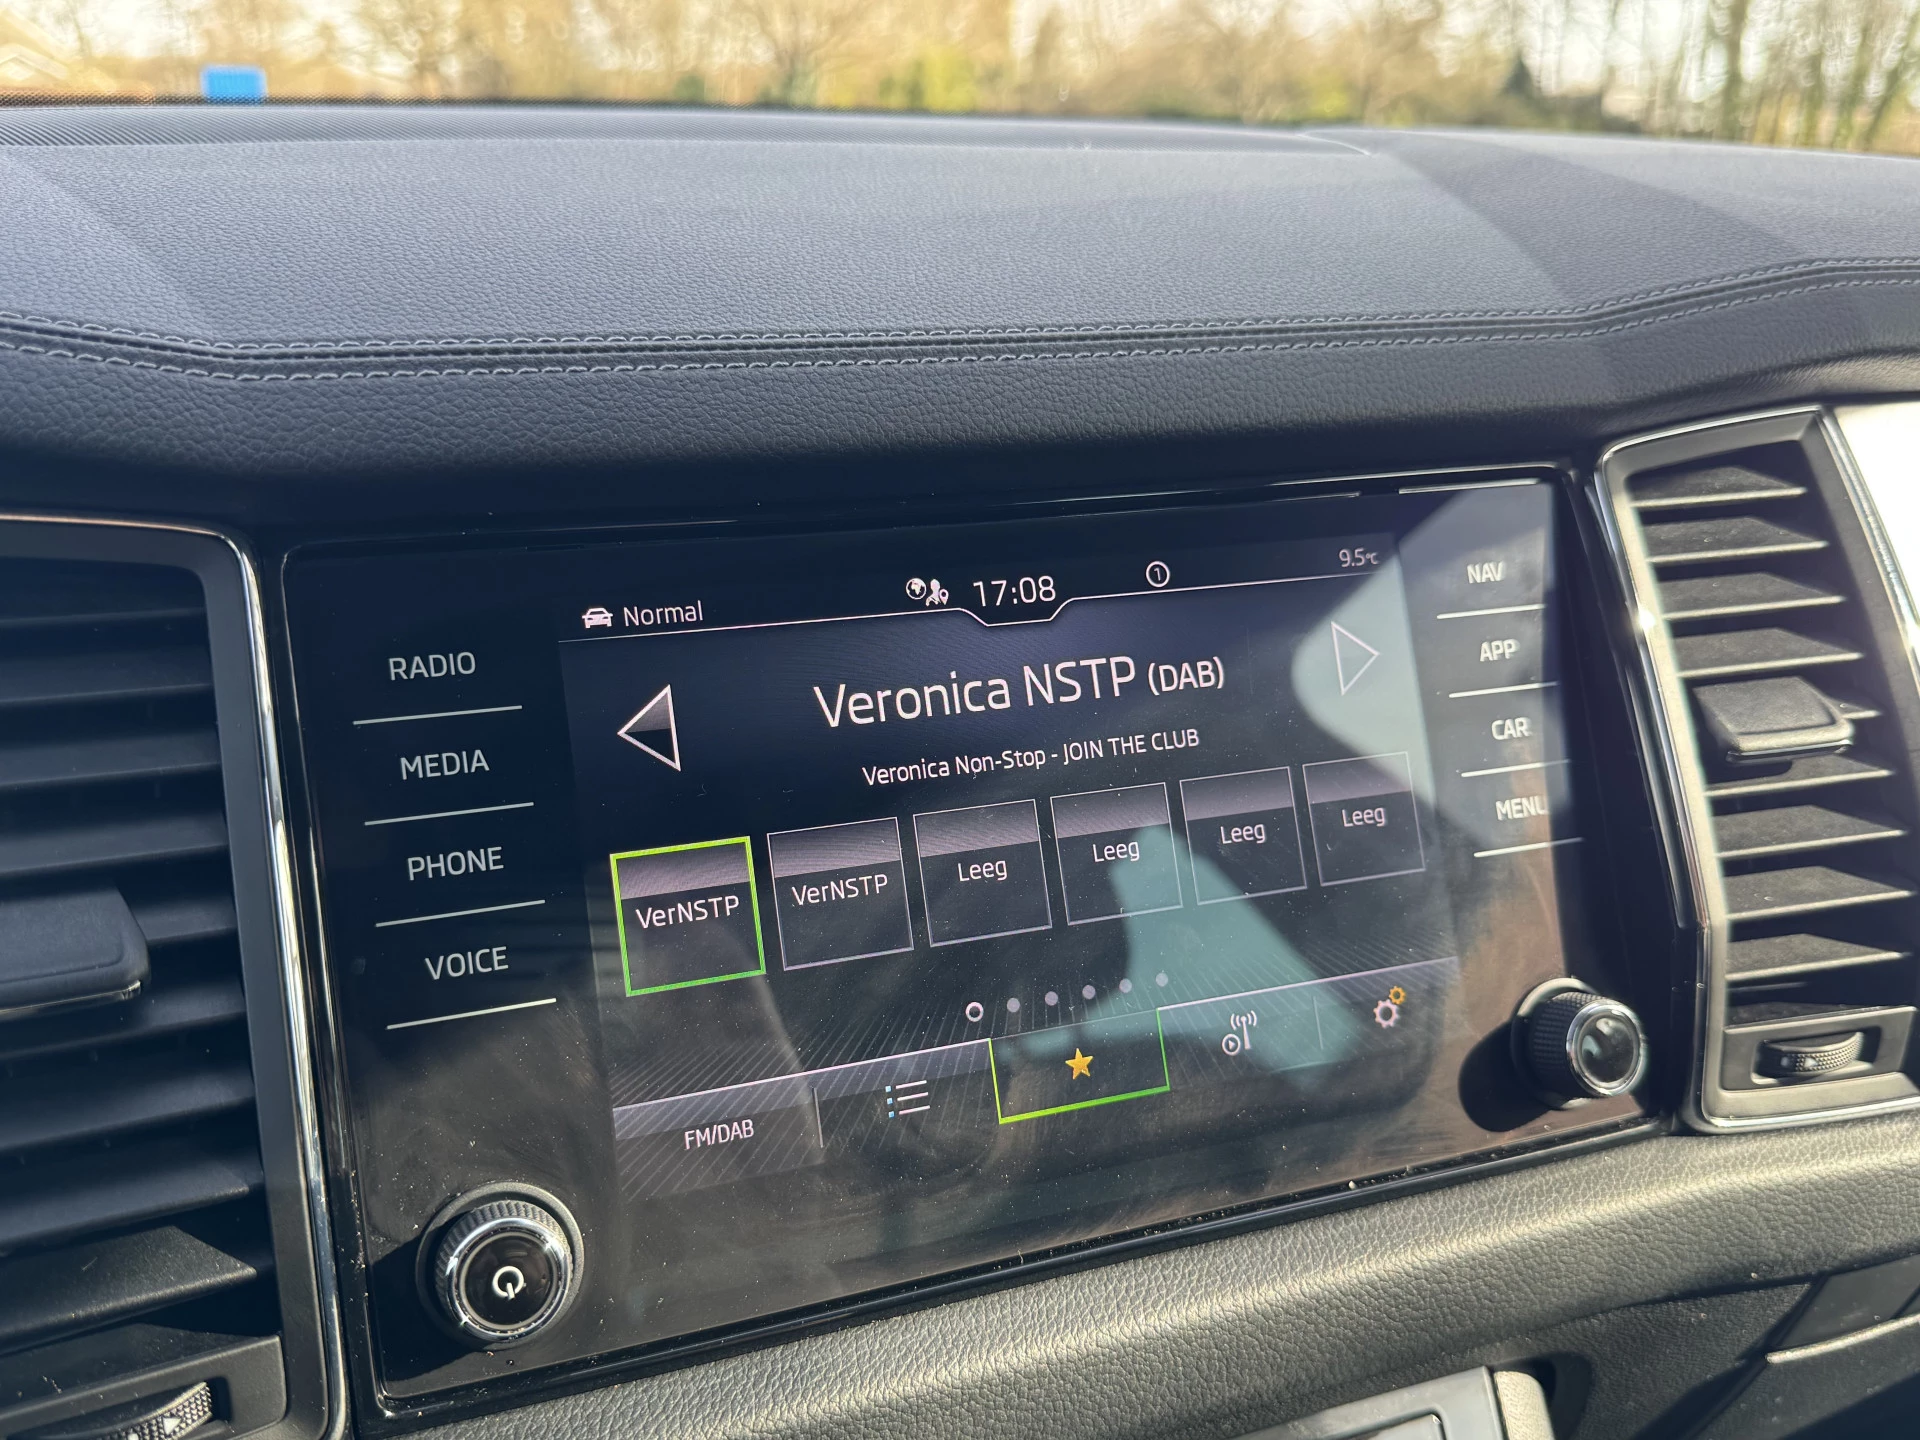 Normal
17:08
1
9.5°C
Veronica NSTP (DAB)
Veronica Non-Stop - JOIN THE CLUB
VerNSTP
VerNSTP
Leeg
Leeg
Leeg
Leeg
FM/DAB
RADIO
MEDIA
PHONE
VOICE
NAV
APP
CAR
MENU